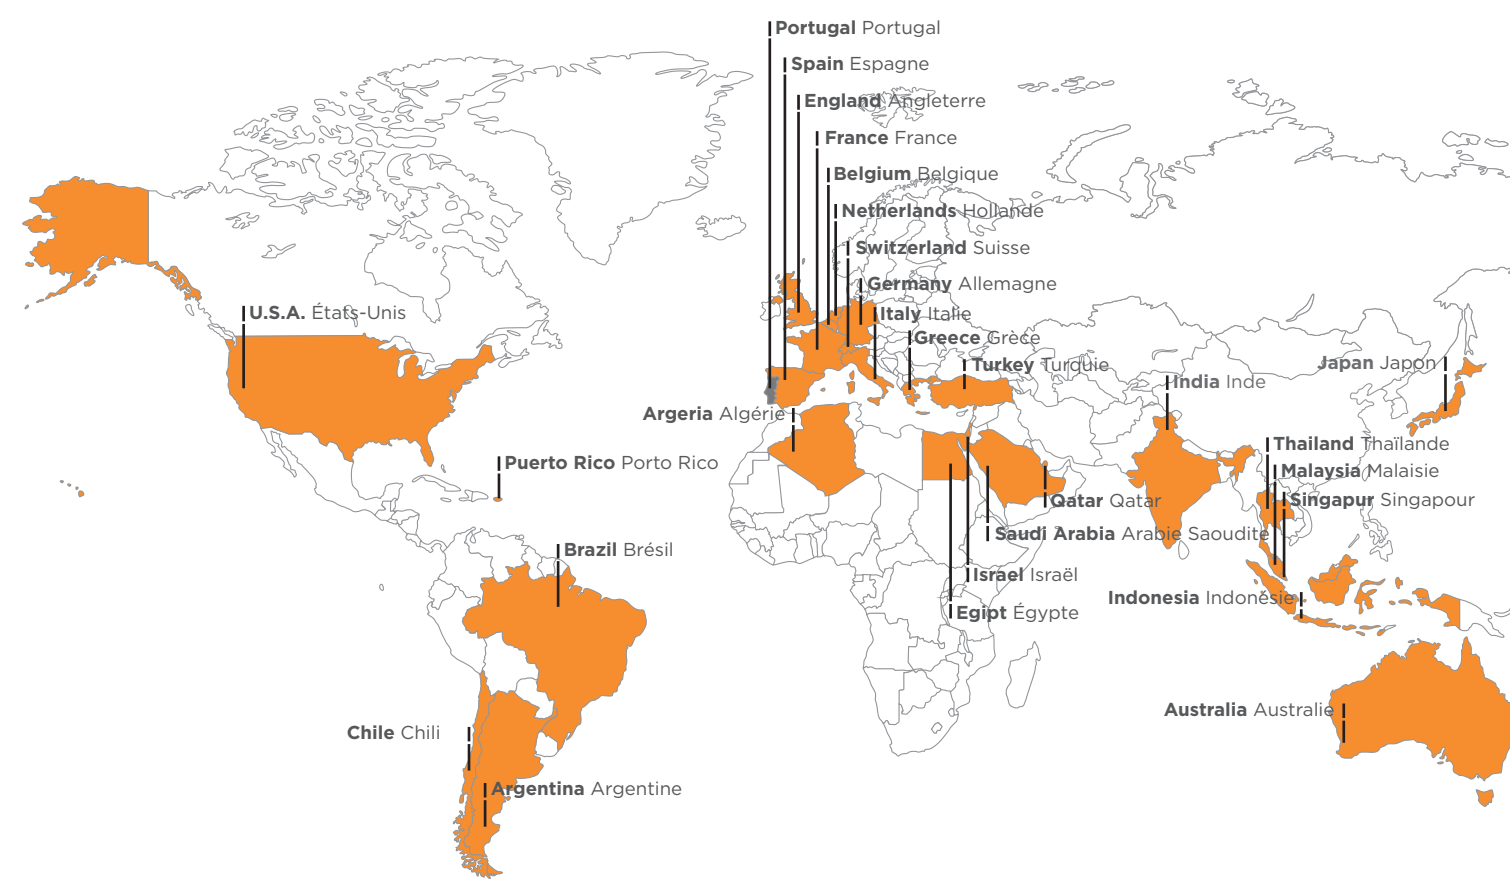 Portugal Portugal
Spain Espagne
England Angleterre
France France
Belgium Belgique
Netherlands Hollande
Switzerland Suisse
Germany Allemagne
U.S.A. États-Unis
Italy Italie
Greece Grèce
Turkey Turquie
Japan Japon
India Inde
Argeria Algérie
Thailand Thaïlande
Puerto Rico Porto Rico
Malaysia Malaisie
Qatar Qatar
Singapur Singapour
Saudi Arabia Arabie Saoudite
Brazil Brésil
Israel Israël
Indonesia Indonésie
Egipt Égypte
Australia Australie
Chile Chili
Argentina Argentine